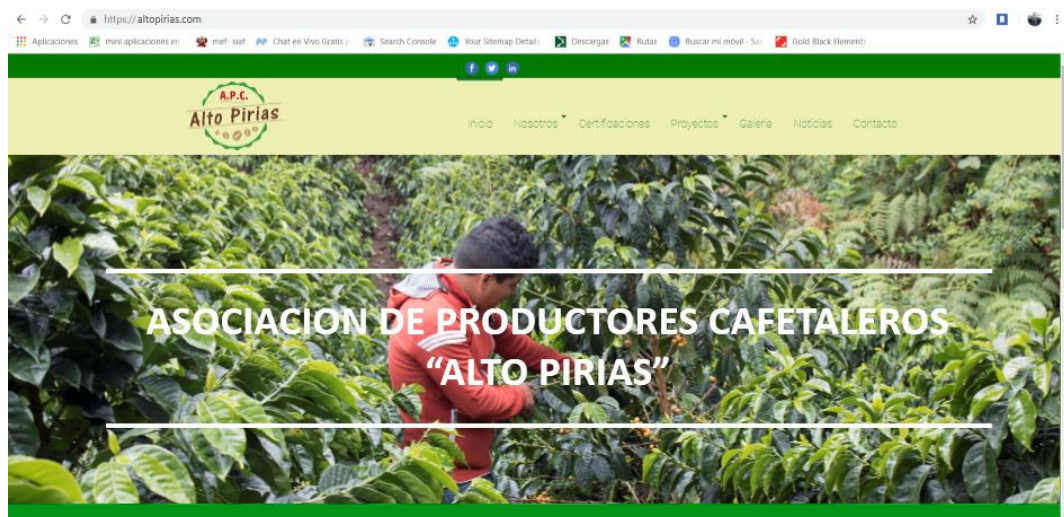 https://altopirias.com
Aplicaciones mini aplicaciones en met- siaf Chat en Vivo Gratis Search Console Your Sitemap Details Descargas Rutas Buscar mi móvil - Sa Gold Black Elements
A.P.C.
Alto Pirias
Inicio Nosotros Certificaciones Proyectos Galeria Noticias Contacto
ASOCIACION DE PRODUCTORES CAFETALEROS
“ALTO PIRIAS”